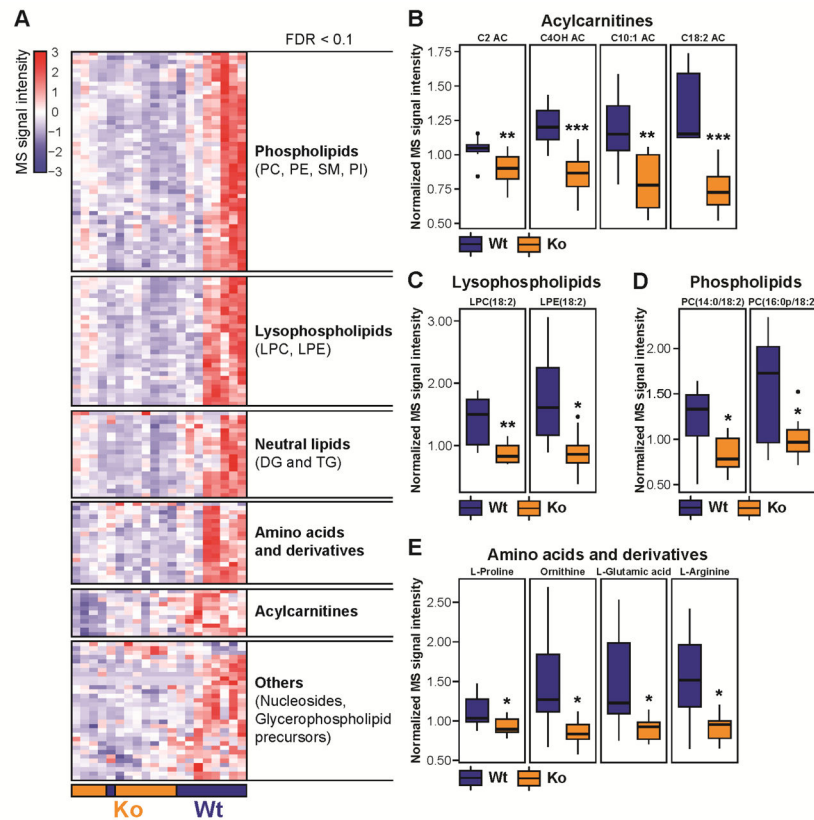 A
FDR < 0.1
MS signal intensity
3
2
1
0
-1
-2
-3
Phospholipids
(PC, PE, SM, PI)
Lysophospholipids
(LPC, LPE)
Neutral lipids
(DG and TG)
Amino acids
and derivatives
Acylcarnitines
Others
(Nucleosides,
Glycerophospholipid
precursors)
Ko
Wt
B
Acylcarnitines
C2 AC
C4OH AC
C10:1 AC
C18:2 AC
Normalized MS signal intensity
1.75
1.50
1.25
1.00
0.75
0.50
**
***
**
***
Wt
Ko
C
Lysophospholipids
LPC(18:2)
LPE(18:2)
Normalized MS signal intensity
3.00
2.00
1.00
**
*
Wt
Ko
D
Phospholipids
PC(14:0/18:2)
PC(16:0p/18:2
Normalized MS signal intensity
2.00
1.50
1.00
0.50
*
*
Wt
Ko
E
Amino acids and derivatives
L-Proline
Ornithine
L-Glutamic acid
L-Arginine
Normalized MS signal intensity
2.50
2.00
1.50
1.00
0.50
*
*
*
*
Wt
Ko